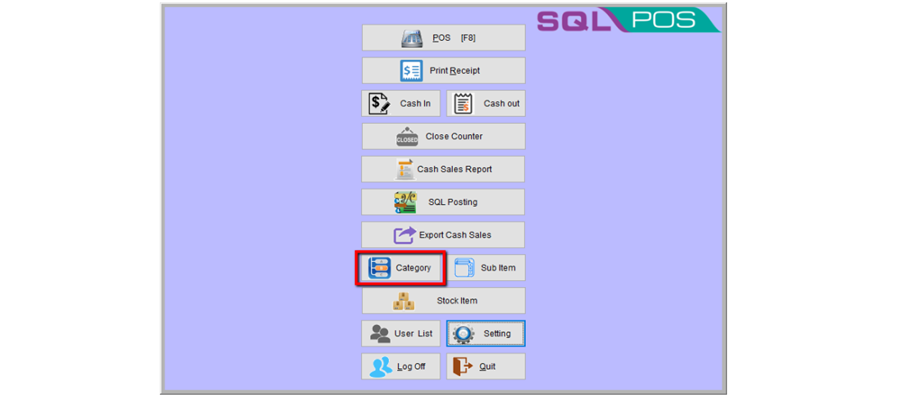 SQL POS
POS [F8]
Print Receipt
Cash In
Cash out
CLOSED
Close Counter
Cash Sales Report
SQL Posting
Export Cash Sales
Category
Sub Item
Stock Item
User List
Setting
Log Off
Quit